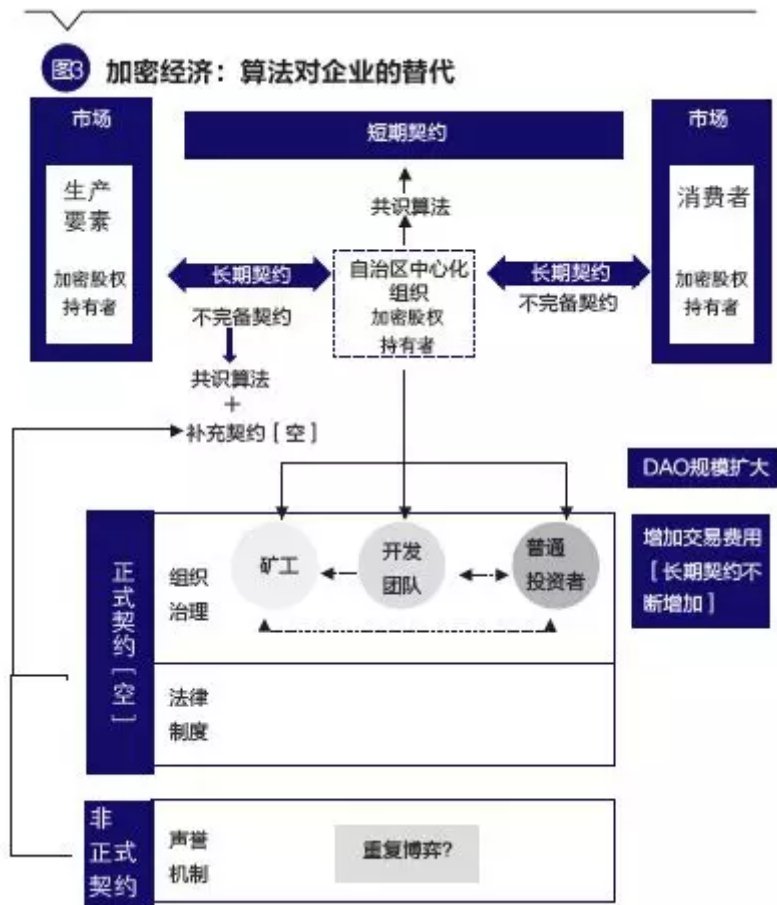 图3 加密经济：算法对企业的替代
市场
生产
要素
加密股权
持有者
短期契约
共识算法
市场
消费者
加密股权
持有者
长期契约
不完备契约
自治区中心化
组织
加密股权
持有者
长期契约
不完备契约
共识算法
+
补充契约［空］
DAO规模扩大
增加交易费用
［长期契约不
断增加］
正式契约［空］
组织
治理
矿工
开发
团队
普通
投资者
法律
制度
非
正式
契约
声誉
机制
重复博弈?